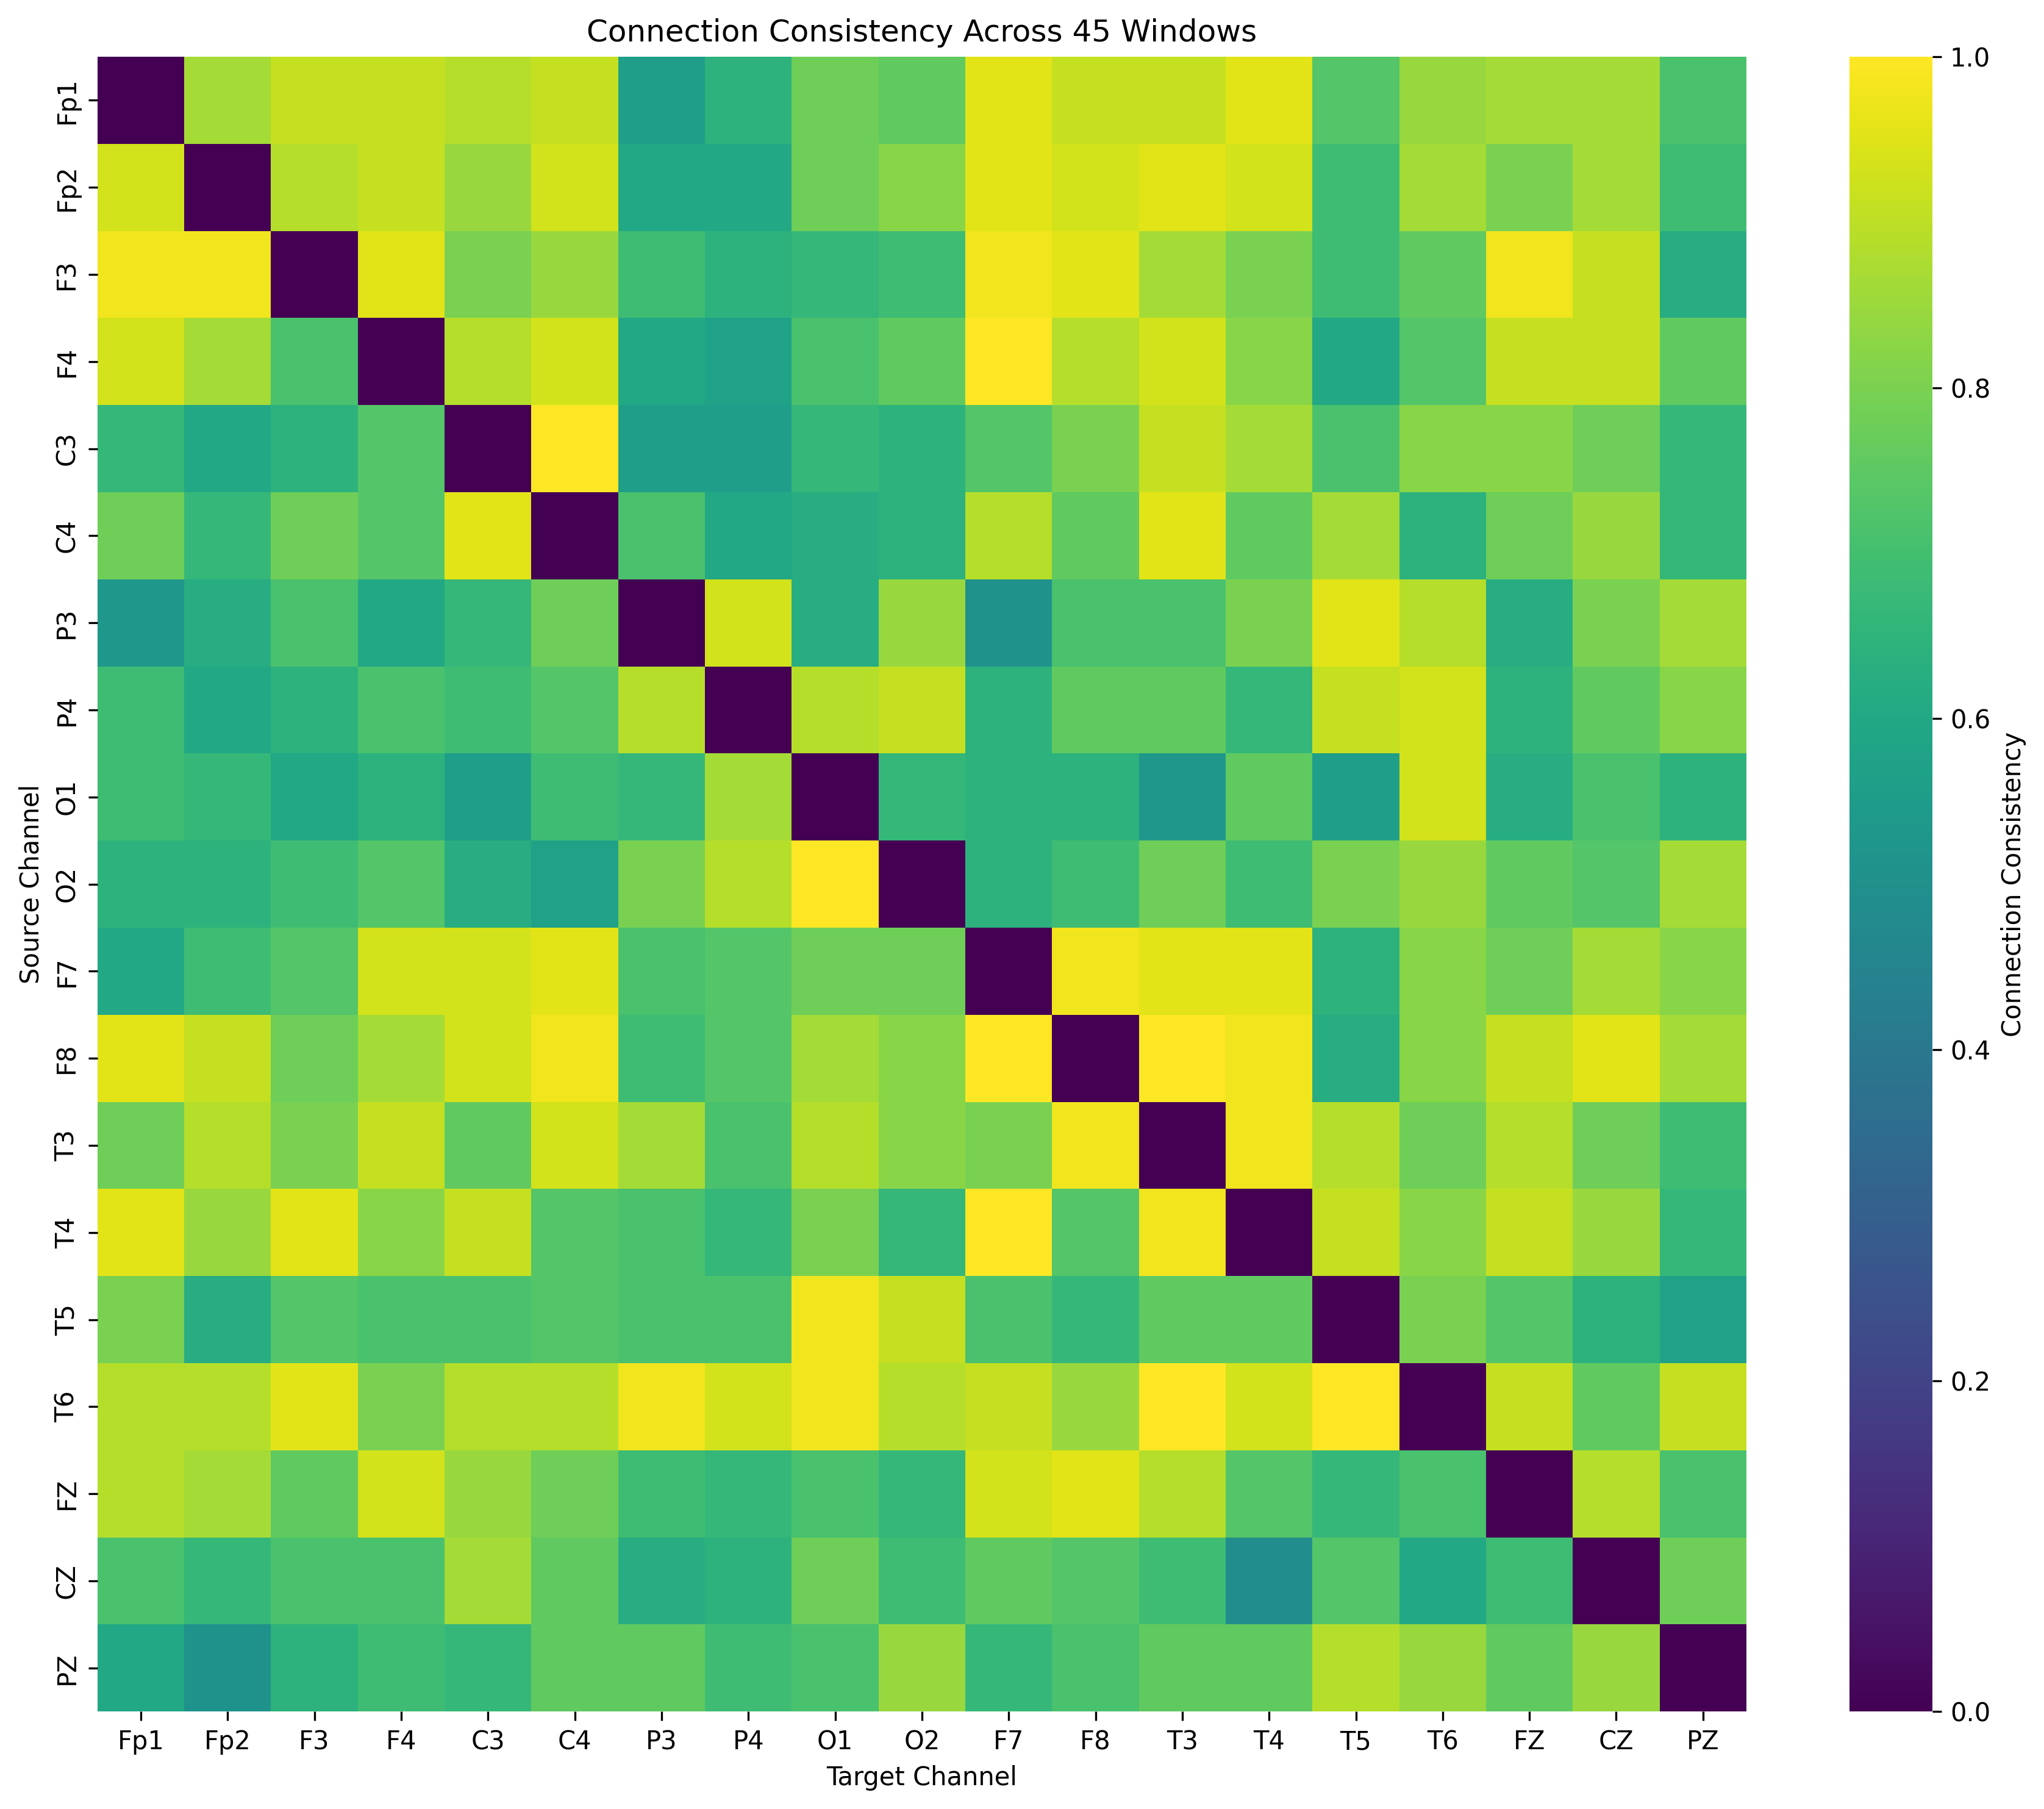 Connection Consistency Across 45 Windows
Source Channel
Fp1
Fp2
F3
F4
C3
C4
P3
P4
O1
O2
F7
F8
T3
T4
T5
T6
FZ
CZ
PZ
Fp1 Fp2 F3 F4 C3 C4 P3 P4 O1 O2 F7 F8 T3 T4 T5 T6 FZ CZ PZ
Target Channel
1.0
0.8
0.6
0.4
0.2
0.0
Connection Consistency